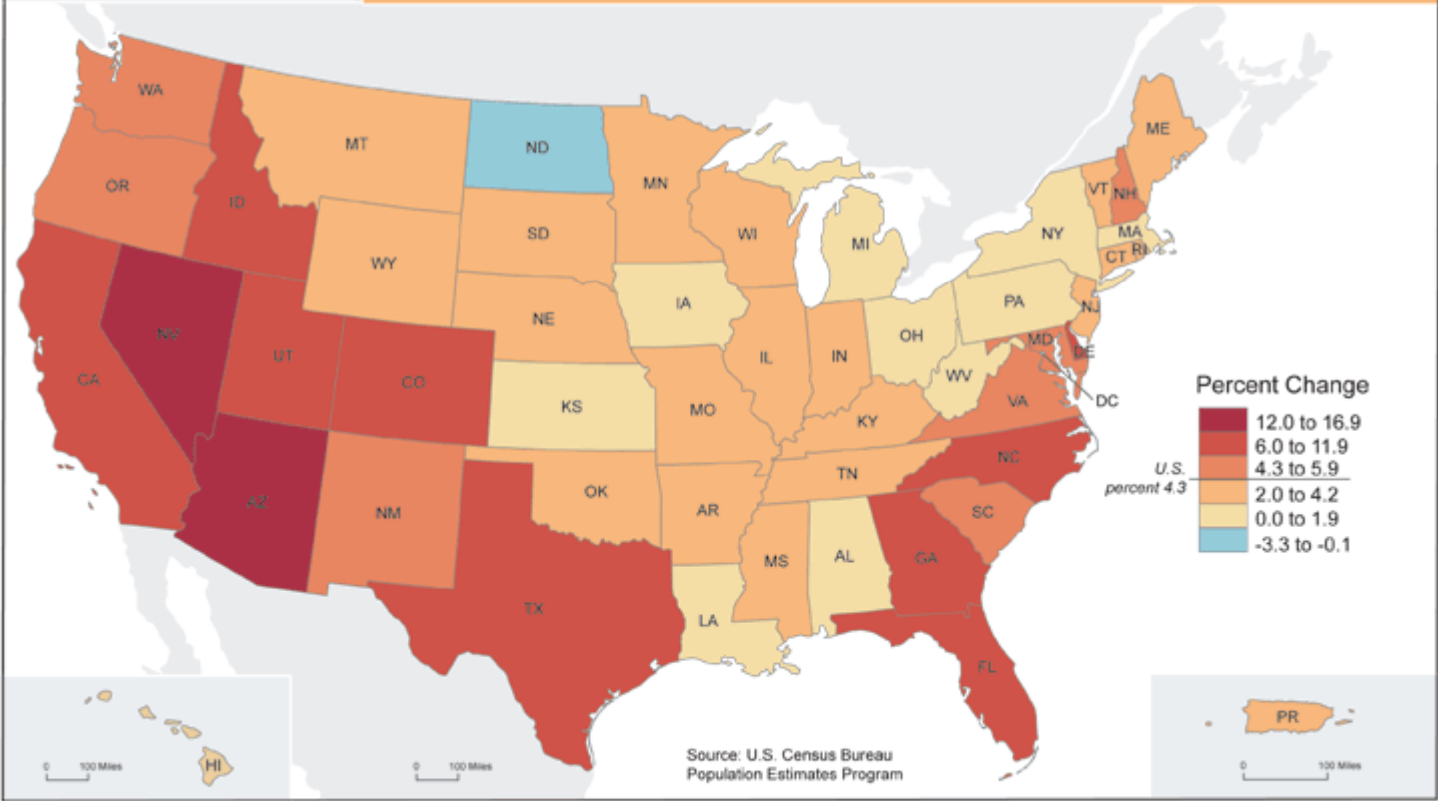 WA
MT
ND
MN
ME
VT
NH
OR
ID
SD
WI
MI
NY
MA
CT
RI
WY
IA
PA
NJ
NV
NE
IL
IN
OH
MD
DE
UT
CO
CA
KS
MO
WV
VA
DC
KY
AZ
NM
OK
AR
TN
NC
SC
MS
AL
GA
TX
LA
FL
Percent Change
12.0 to 16.9
6.0 to 11.9
4.3 to 5.9
U.S.
percent 4.3
2.0 to 4.2
0.0 to 1.9
-3.3 to -0.1
HI
0 100 Miles
0 100 Miles
Source: U.S. Census Bureau
Population Estimates Program
PR
0 100 Miles